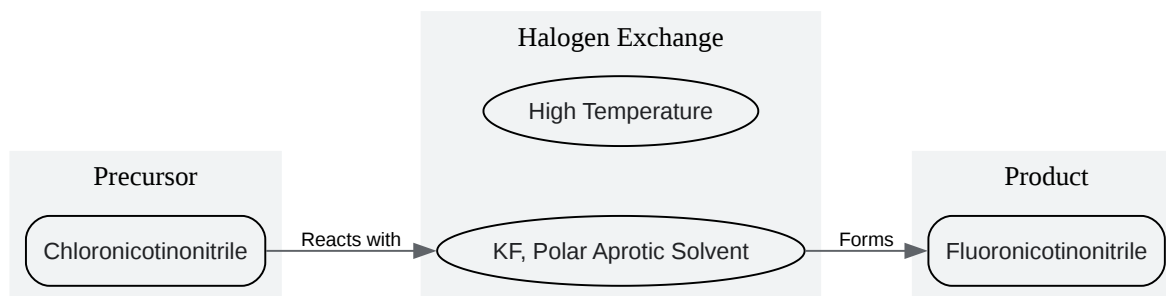 Halogen Exchange
High Temperature
Precursor
Product
Chloronicotinonitrile
Reacts with
KF, Polar Aprotic Solvent
Forms
Fluoronicotinonitrile